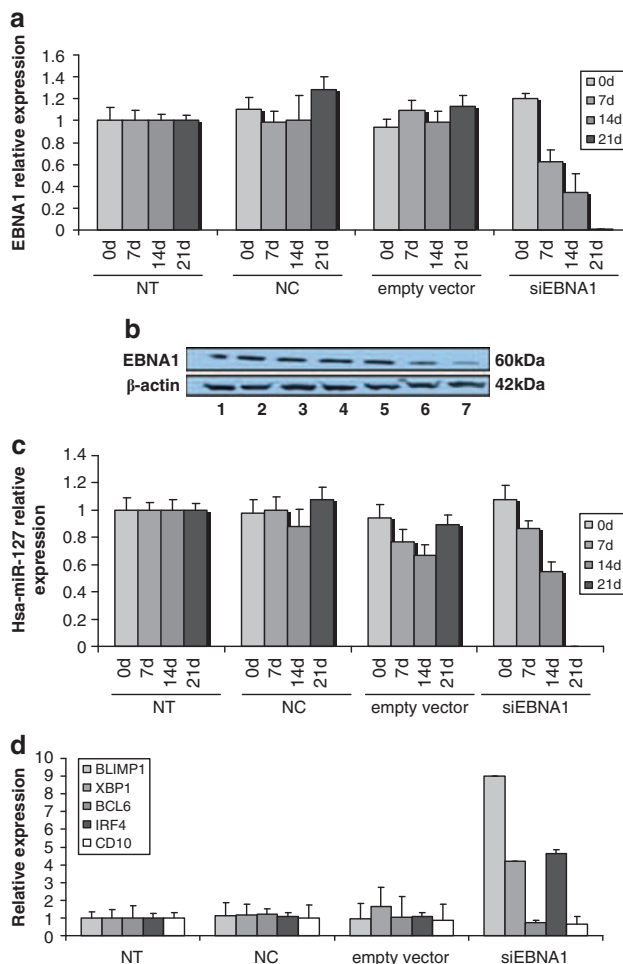 a
EBNA1 relative expression
1.6
1.4
1.2
1
0.8
0.6
0.4
0.2
0
0d
7d
14d
21d
0d 7d 14d 21d 0d 7d 14d 21d 0d 7d 14d 21d 0d 7d 14d 21d
NT NC empty vector siEBNA1
b
EBNA1 60kDa
β-actin 42kDa
1 2 3 4 5 6 7
c
Hsa-miR-127 relative
expression
1.4
1.2
1
0.8
0.6
0.4
0.2
0
0d
7d
14d
21d
0d 7d 14d 21d 0d 7d 14d 21d 0d 7d 14d 21d 0d 7d 14d 21d
NT NC empty vector siEBNA1
d
Relative expression
10
9
8
7
6
5
4
3
2
1
0
BLIMP1
XBP1
BCL6
IRF4
CD10
NT NC empty vector siEBNA1